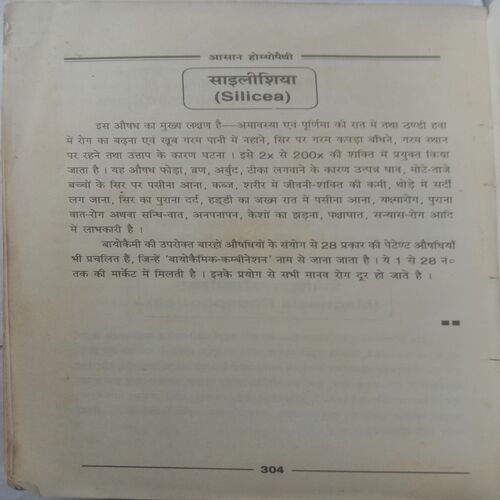 आसान होम्योपैथी
साइलीशिया
(Silicea)
इस औषध का मुख्य लक्षण है—अमावस्या एवं पूर्णिमा की रात में तथा ठण्डी हवा
में रोग का बढ़ना एवं खूब गरम पानी में नहाने, सिर पर गरम कपड़ा बाँधने, गरम स्थान
पर रहने तथा उत्ताप के कारण घटना । इसे 2x से 200x की शक्ति में प्रयुक्त किया
जाता है । यह औषध फोड़ा, व्रण, अर्वुद, टीका लगवाने के कारण उत्पन्न घाव, मोटे-ताजे
बच्चों के सिर पर पसीना आना, कब्ज, शरीर में जीवनी-शक्ति की कमी, थोड़े में सर्दी
लग जाना, सिर का पुराना दर्द, हड्डी का जख्म रात में पसीना आना, यक्ष्मारोग, पुराना
वात-रोग अथवा सन्धि-वात, अनपनापन, केशों का झड़ना, पक्षाघात, सन्यास-रोग आदि
में लाभकारी है ।
बायोकैमी की उपरोक्त बारहों औषधियों के संयोग से 28 प्रकार की पेटेण्ट औषधियाँ
भी प्रचलित हैं, जिन्हें 'बायोकैमिक-कम्बीनेशन' नाम से जाना जाता है । ये 1 से 28 नं०
तक की मार्केट में मिलती है । इनके प्रयोग से सभी मानव रोग दूर हो जाते हैं ।
304